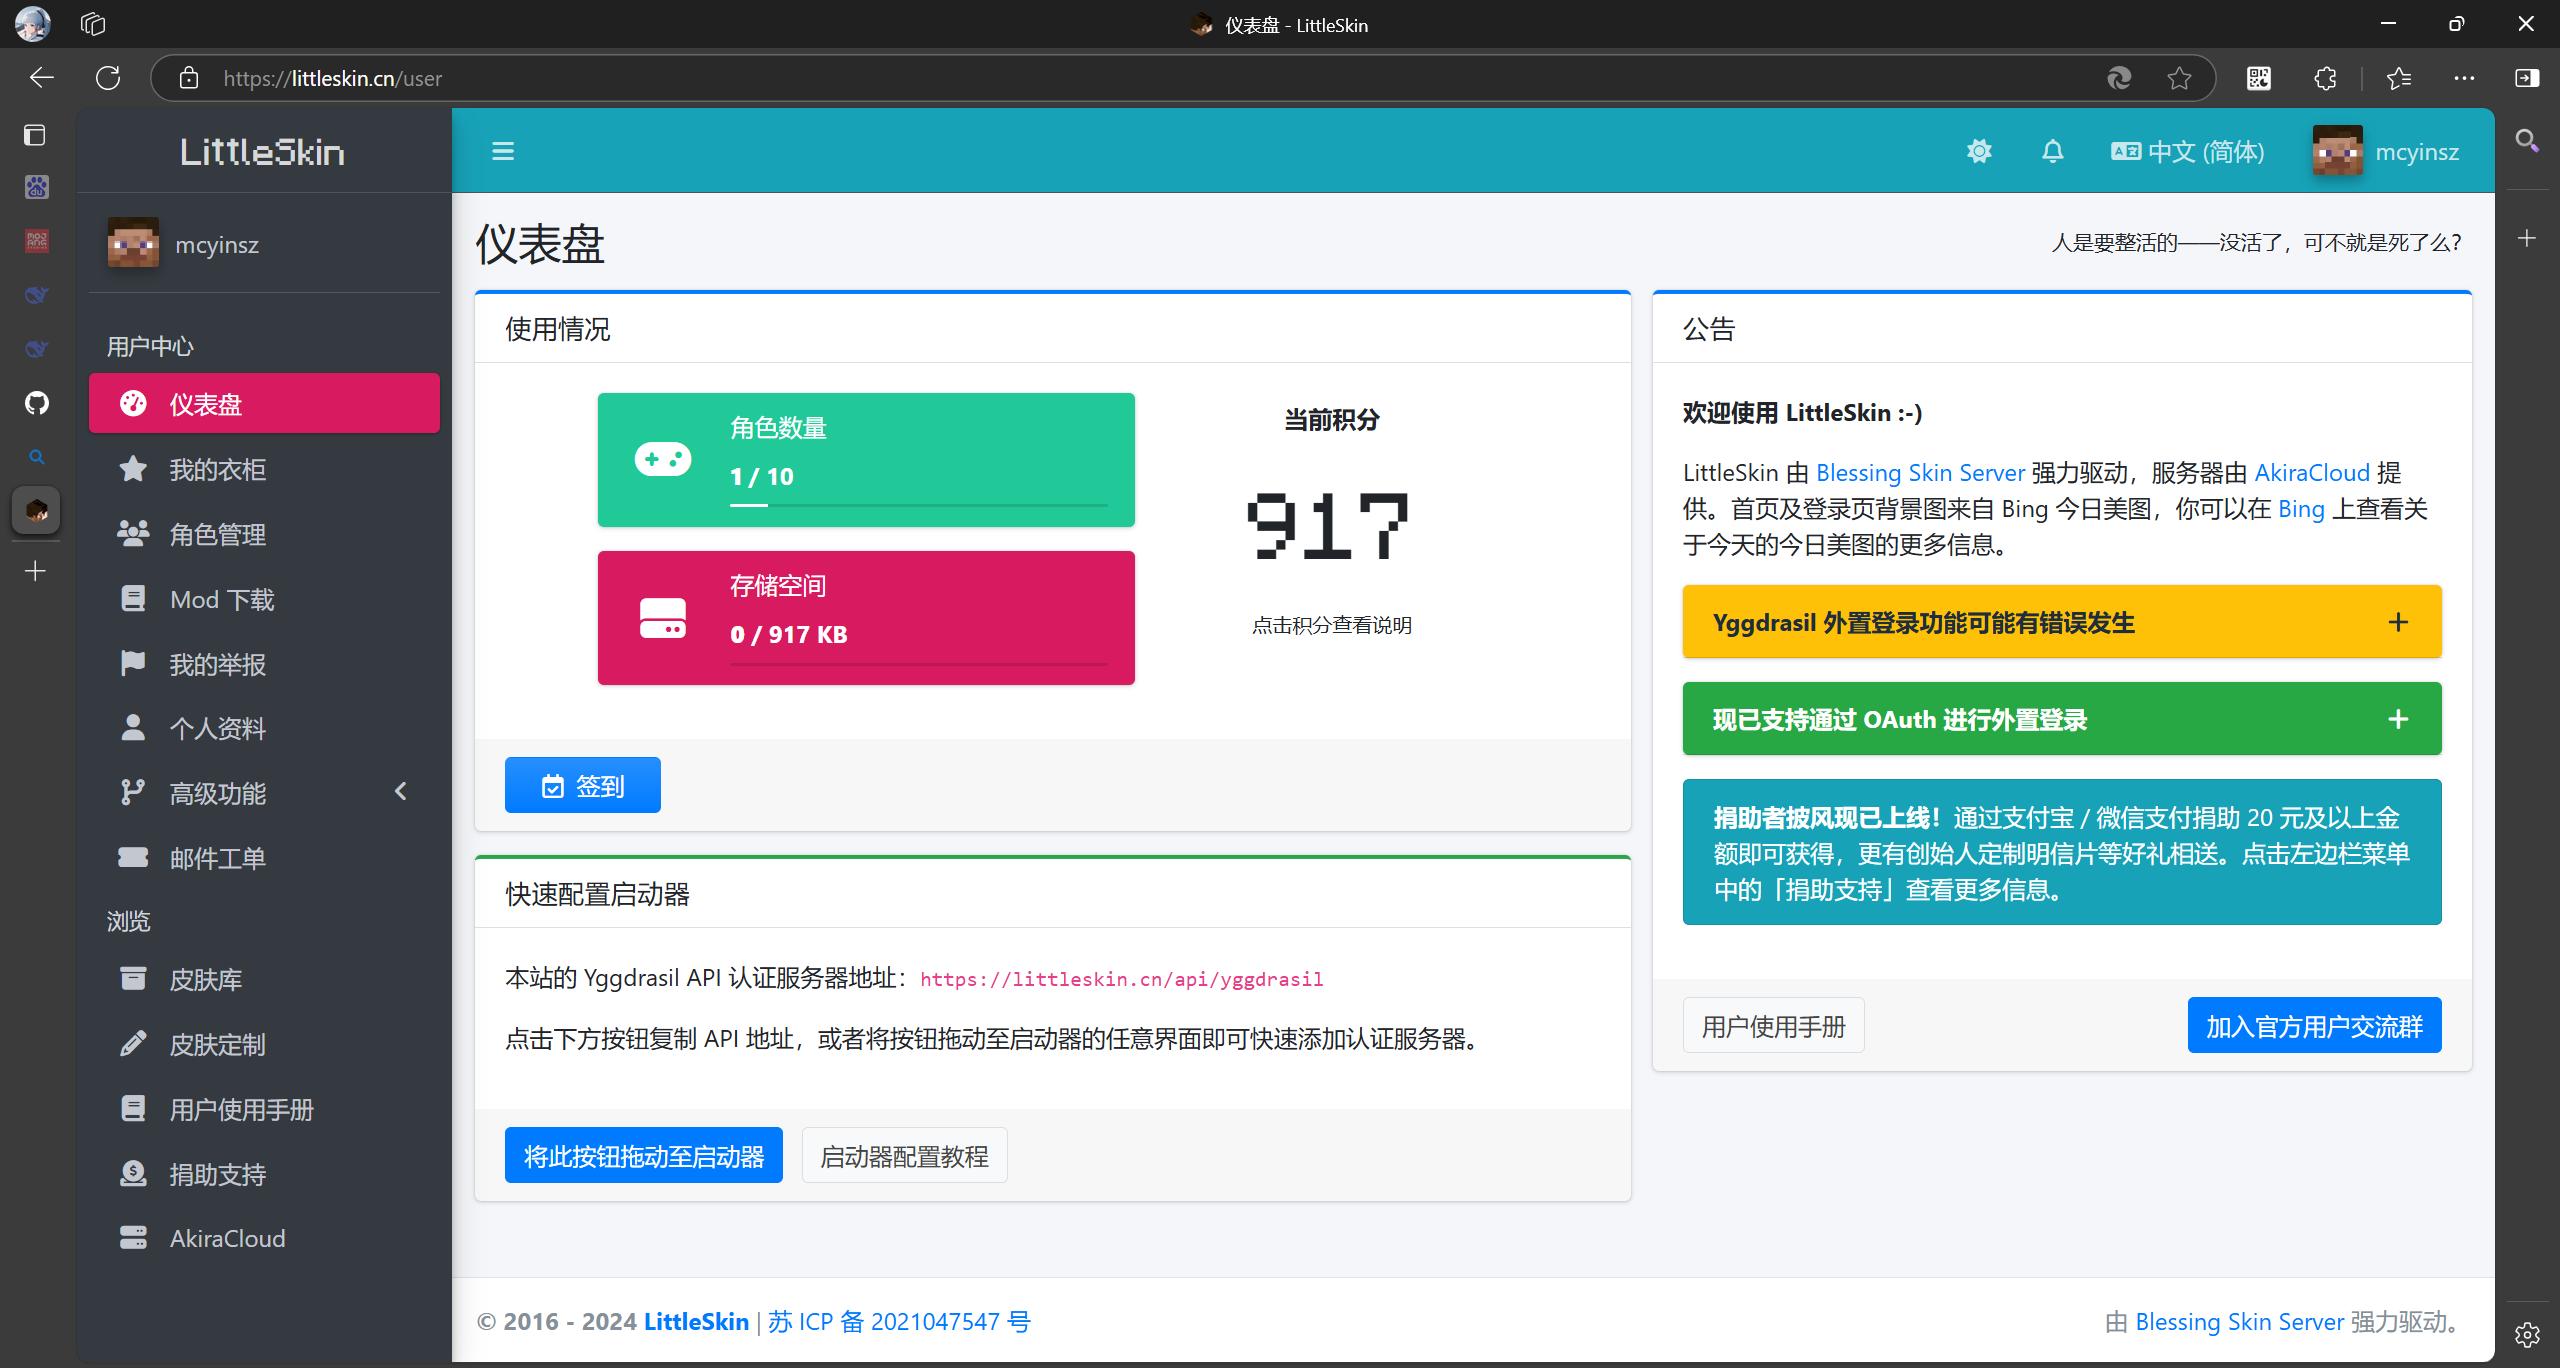 仪表盘 - LittleSkin
https://littleskin.cn/user
LittleSkin
中文 (简体)
mcyinsz
mcyinsz
用户中心
仪表盘
我的衣柜
角色管理
Mod 下载
我的举报
个人资料
高级功能
邮件工单
浏览
皮肤库
皮肤定制
用户使用手册
捐助支持
AkiraCloud
仪表盘
人是要整活的——没活了，可不就是死了么？
使用情况
角色数量
1 / 10
存储空间
0 / 917 KB
当前积分
917
点击积分查看说明
签到
快速配置启动器
本站的 Yggdrasil API 认证服务器地址：https://littleskin.cn/api/yggdrasil
点击下方按钮复制 API 地址，或者将按钮拖动至启动器的任意界面即可快速添加认证服务器。
将此按钮拖动至启动器
启动器配置教程
公告
欢迎使用 LittleSkin :-)
LittleSkin 由 Blessing Skin Server 强力驱动，服务器由 AkiraCloud 提
供。首页及登录页背景图来自 Bing 今日美图，你可以在 Bing 上查看关
于今天的今日美图的更多信息。
Yggdrasil 外置登录功能可能有错误发生
现已支持通过 OAuth 进行外置登录
捐助者披风现已上线！通过支付宝 / 微信支付捐助 20 元及以上金
额即可获得，更有创始人定制明信片等好礼相送。点击左边栏菜单
中的「捐助支持」查看更多信息。
用户使用手册
加入官方用户交流群
© 2016 - 2024 LittleSkin | 苏 ICP 备 2021047547 号
由 Blessing Skin Server 强力驱动。